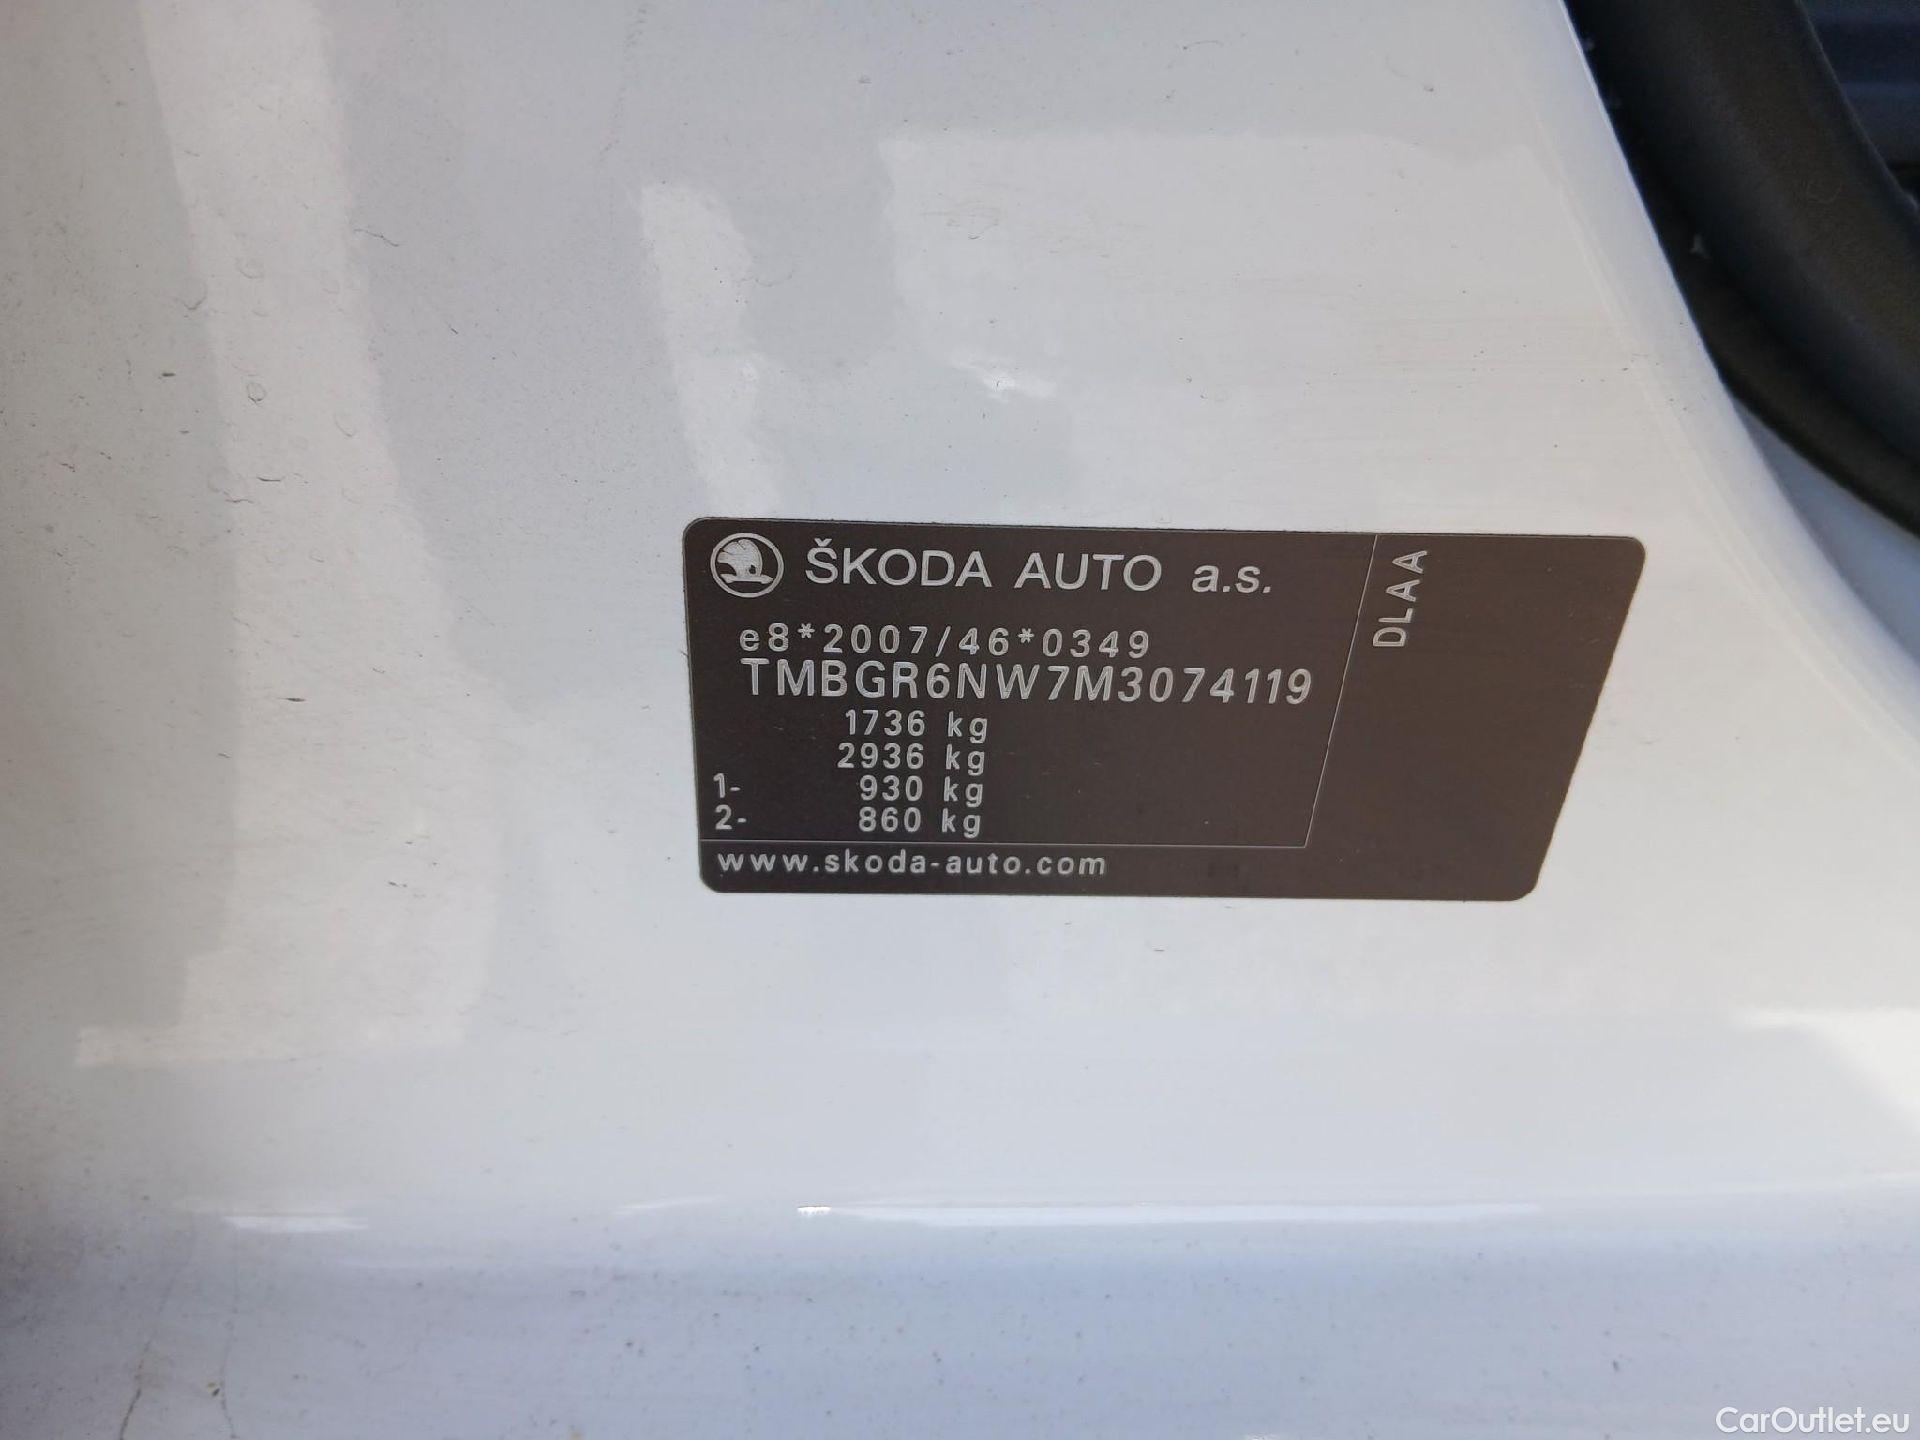 ŠKODA AUTO a.s.
e8*2007/46*0349
TMBGR6NW7M3074119
1736 kg
2936 kg
1- 930 kg
2- 860 kg
www.skoda-auto.com
DLAA
CarOutlet.eu